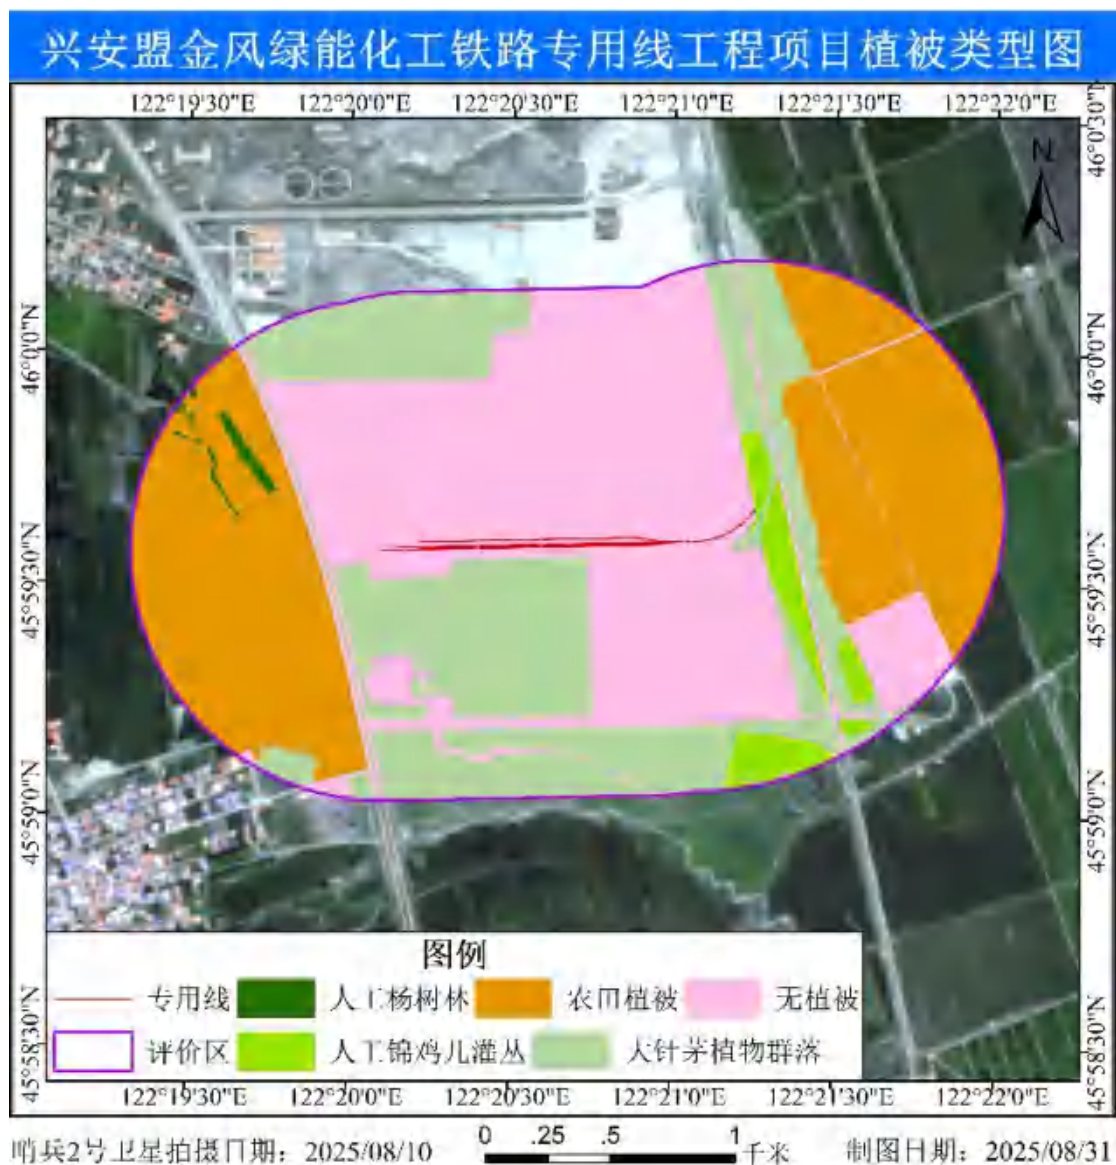 兴安盟金风绿能化工铁路专用线工程项目植被类型图
122°19'30"E 122°20'0"E 122°20'30"E 122°21'0"E 122°21'30"E 122°22'0"E
46°0'30"N
N
46°0'0"N 46°0'0"N
45°59'30"N 45°59'30"N
45°59'0"N 45°59'0"N
图例
专用线 人工杨树林 农田植被 无植被
评价区 人工锦鸡儿灌丛 大针茅植物群落
45°58'30"N 45°58'30"N
122°19'30"E 122°20'0"E 122°20'30"E 122°21'0"E 122°21'30"E 122°22'0"E
哨兵2号卫星拍摄日期：2025/08/10 0 .25 .5 1 千米 制图日期：2025/08/31